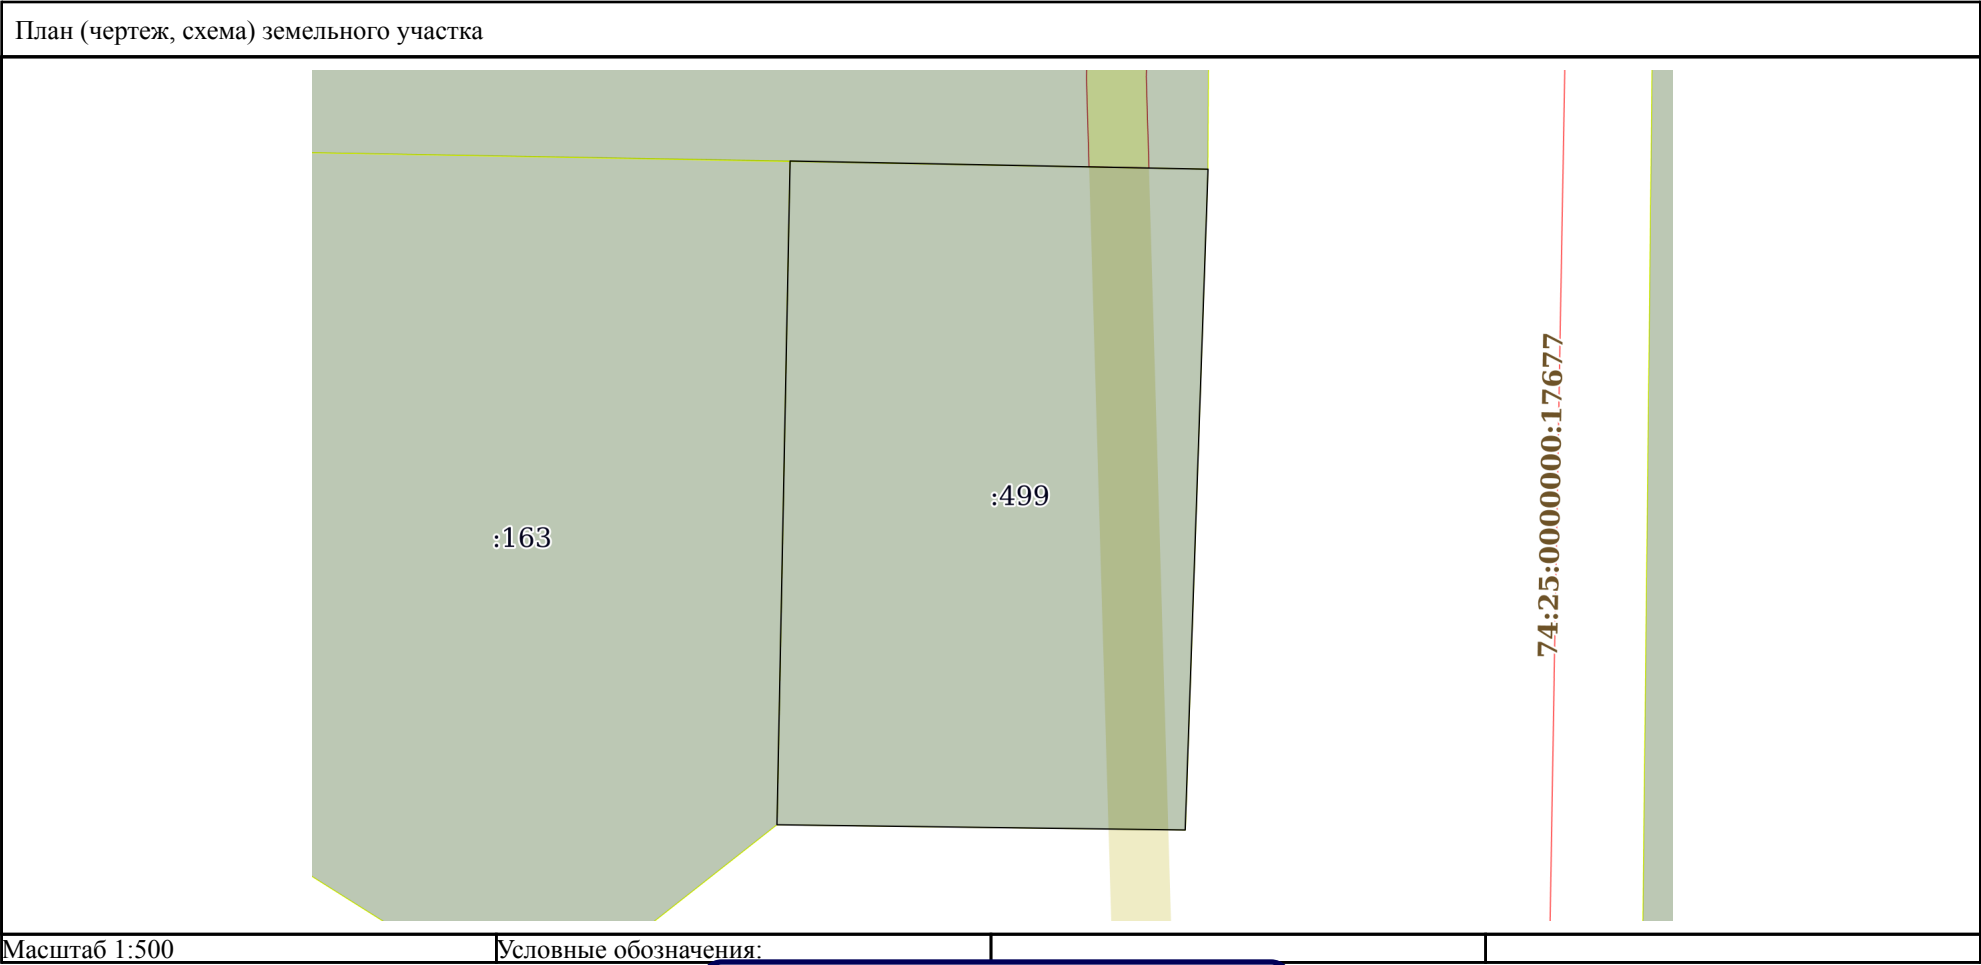 План (чертеж, схема) земельного участка
:499
:163
74:25:0000000:17677
Масштаб 1:500
Условные обозначения: